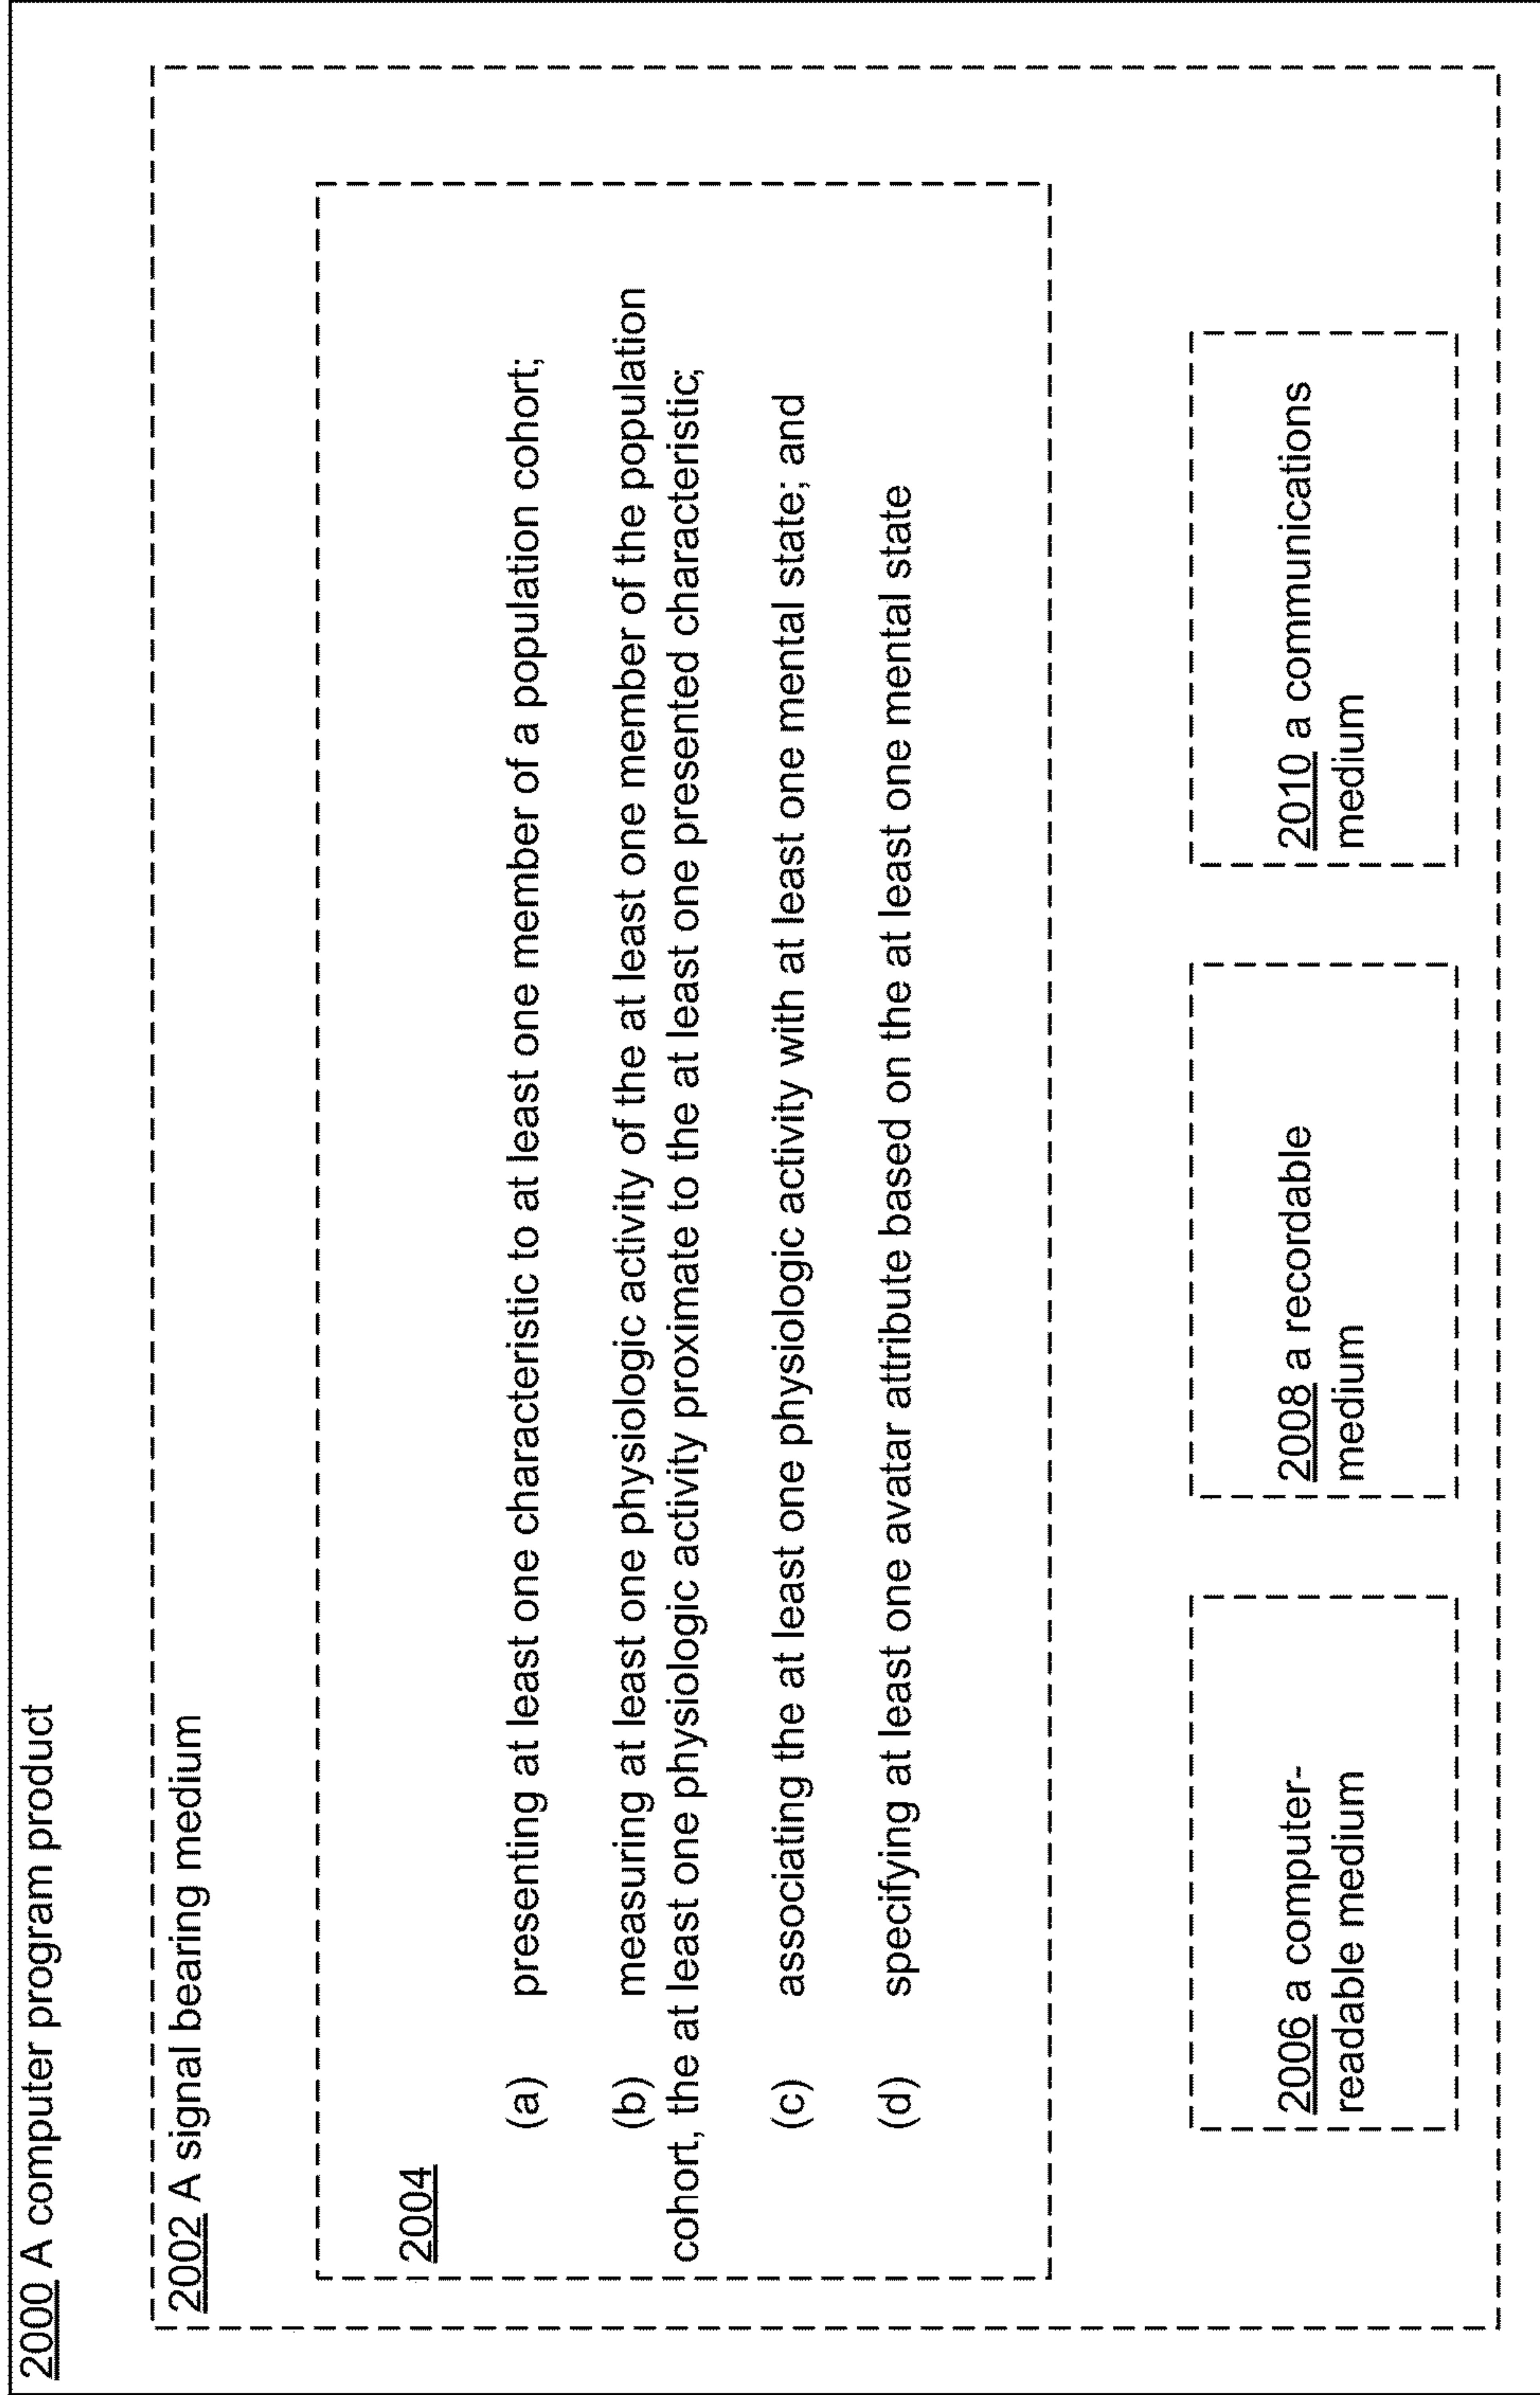 2000 A computer program product
2002 A signal bearing medium
2004
(a) presenting at least one characteristic to at least one member of a population cohort;
(b) measuring at least one physiologic activity of the at least one member of the population
cohort, the at least one physiologic activity proximate to the at least one presented characteristic;
(c) associating the at least one physiologic activity with at least one mental state; and
(d) specifying at least one avatar attribute based on the at least one mental state
2006 a computer-
readable medium
2008 a recordable
medium
2010 a communications
medium